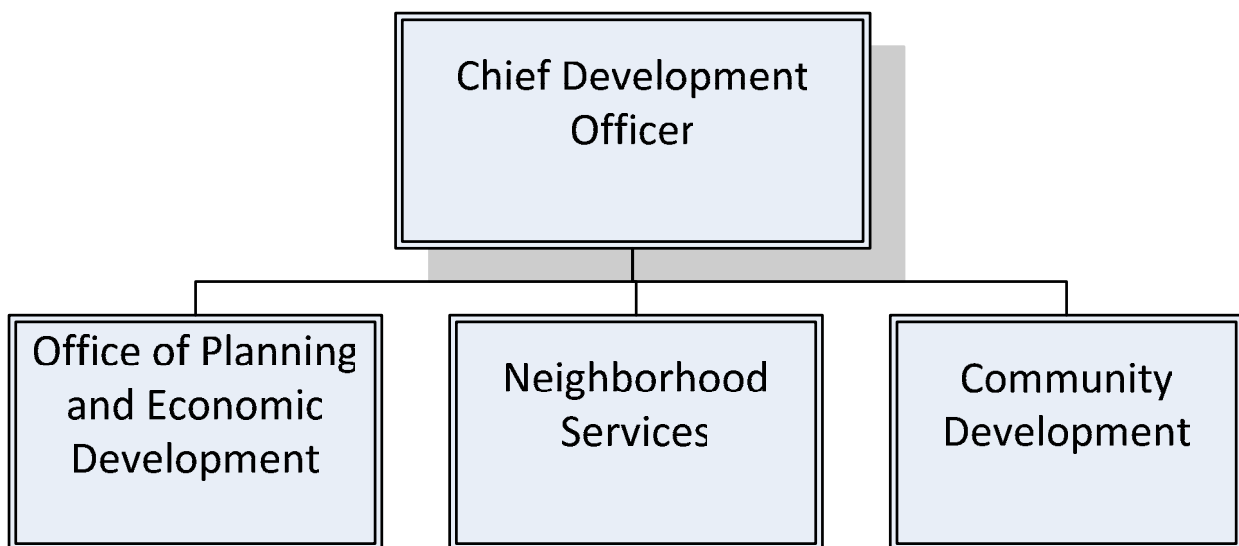 Chief Development
Officer
Office of Planning
and Economic
Development
Neighborhood
Services
Community
Development